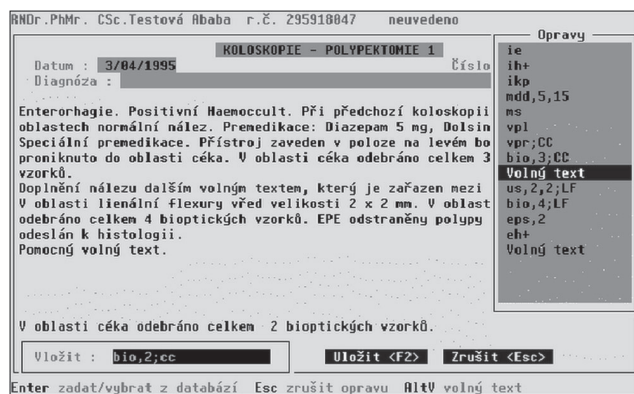 RNDr.PhMr. CSc.Testová Ababa r.č. 295918047 neuvedeno
KOLOSKOPIE - POLYPEKTOMIE 1
Datum : 3/04/1995 Číslo
Diagnóza :
Enterorhagie. Positivní Haemoccult. Při předchozí koloskopii
oblastech normální nález. Premedikace: Diazepam 5 mg, Dolsin
Speciální premedikace. Přístroj zaveden v poloze na levém bo
proniknuto do oblasti céka. V oblasti céka odebráno celkem 3
vzorků.
Doplnění nálezu dalším volným textem, který je zařazen mezi
V oblasti lienální flexury vřed velikosti 2 x 2 mm. V oblast
odebráno celkem 4 bioptických vzorků. EPE odstraněny polypy
odeslán k histologii.
Pomocný volný text.
V oblasti céka odebráno celkem 2 bioptických vzorků.
Vložit : bio,2;cc
Uložit <F2> Zrušit <Esc>
Opravy
ie
ih+
ikp
mdd,5,15
ms
vpl
vpr;CC
bio,3;CC
Volný text
us,2,2;LF
bio,4;LF
eps,2
eh+
Volný text
Enter zadat/vybrat z databází Esc zrušit opravu AltV volný text